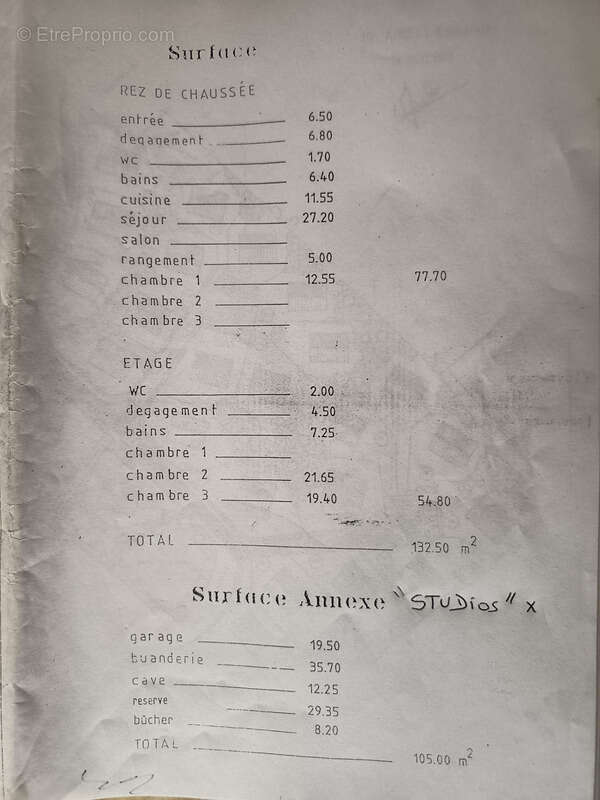 © EtreProprio.com
Surface
REZ DE CHAUSSÉE
entrée 6.50
degagement 6.80
wc 1.70
bains 6.40
cuisine 11.55
séjour 27.20
salon
rangement 5.00
chambre 1 12.55 77.70
chambre 2
chambre 3
ETAGE
WC 2.00
degagement 4.50
bains 7.25
chambre 1
chambre 2 21.65
chambre 3 19.40 54.80
TOTAL 132.50 m²
Surface Annexe "STUDios" x
garage 19.50
buanderie 35.70
cave 12.25
reserve 29.35
bûcher 8.20
TOTAL 105.00 m²